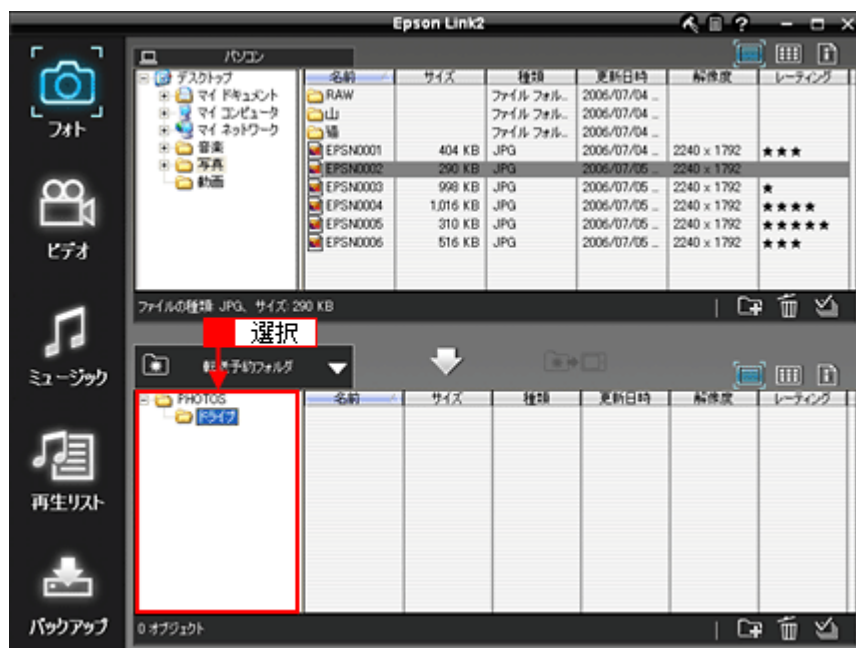 Epson Link2
?
フォト
ビデオ
ミュージック
再生リスト
バックアップ
パソコン
デスクトップ
マイ ドキュメント
マイ コンピュータ
マイ ネットワーク
音楽
写真
動画
名前 サイズ 種類 更新日時 解像度 レーティング
RAW ファイル フォル... 2006/07/04 ...
山 ファイル フォル... 2006/07/04 ...
猫 ファイル フォル... 2006/07/04 ...
EPSN0001 404 KB JPG 2006/07/04 ... 2240 x 1792 ★★★
EPSN0002 290 KB JPG 2006/07/05 ... 2240 x 1792
EPSN0003 998 KB JPG 2006/07/05 ... 2240 x 1792 ★
EPSN0004 1,016 KB JPG 2006/07/05 ... 2240 x 1792 ★★★★
EPSN0005 310 KB JPG 2006/07/05 ... 2240 x 1792 ★★★★★
EPSN0006 516 KB JPG 2006/07/05 ... 2240 x 1792 ★★★
ファイルの種類: JPG、サイズ: 290 KB
選択
予約フォルダ
PHOTOS
ドライブ
名前 サイズ 種類 更新日時 解像度 レーティング
0 オブジェクト